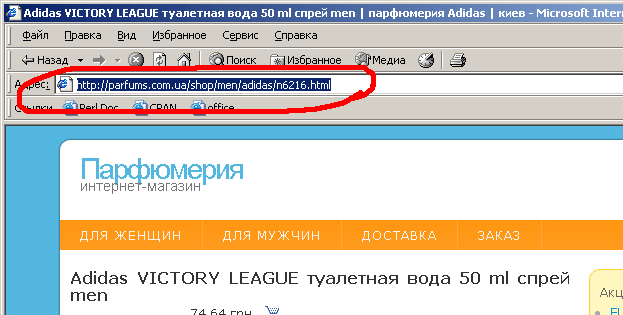 Adidas VICTORY LEAGUE туалетная вода 50 ml спрей men | парфюмерия Adidas | киев - Microsoft Inter
Файл Правка Вид Избранное Сервис Справка
Назад Поиск Избранное Медиа
Адрес: http://parfums.com.ua/shop/men/adidas/n6216.html
Ссылки Perl Doc CPAN office
Парфюмерия
интернет-магазин
ДЛЯ ЖЕНЩИН ДЛЯ МУЖЧИН ДОСТАВКА ЗАКАЗ
Adidas VICTORY LEAGUE туалетная вода 50 ml спрей
men
Акц
74.64 грн